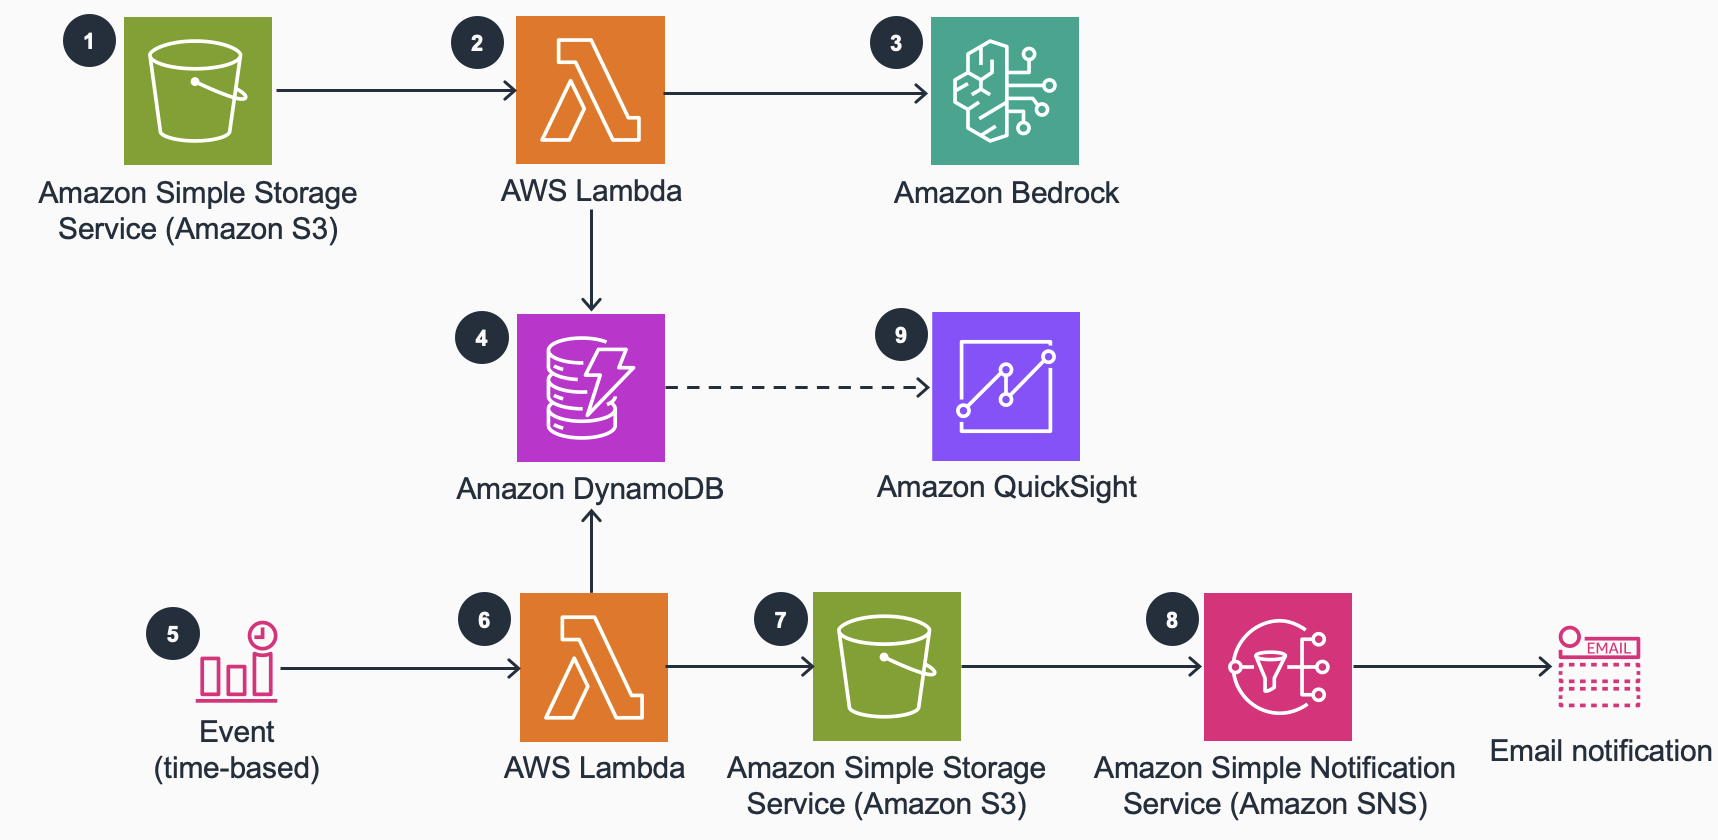 1
2
3
Amazon Simple Storage
Service (Amazon S3)
AWS Lambda
Amazon Bedrock
4
9
Amazon DynamoDB
Amazon QuickSight
5
6
7
8
EMAIL
Event
(time-based)
AWS Lambda
Amazon Simple Storage
Service (Amazon S3)
Amazon Simple Notification
Service (Amazon SNS)
Email notification